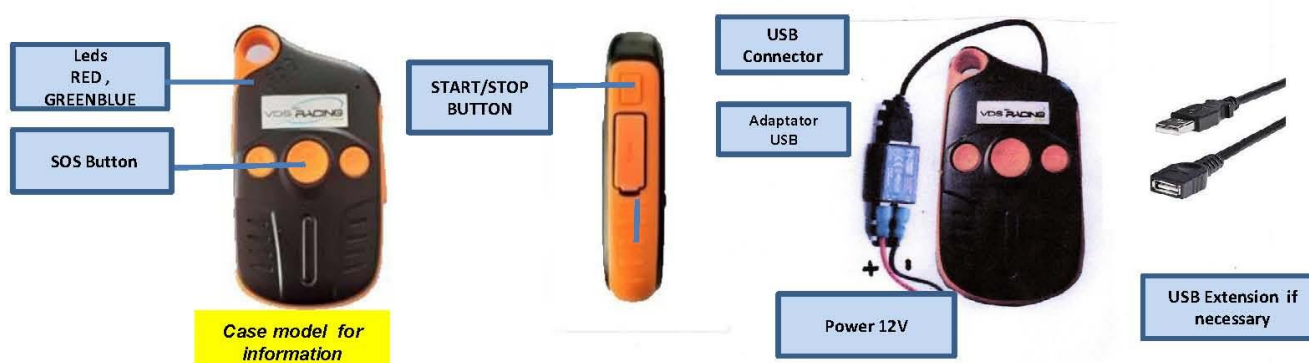 Leds
RED ,
GREENBLUE
SOS Button
VDS RACING
Case model for
information
START/STOP
BUTTON
USB
Connector
Adaptator
USB
VDS RACING
+
-
Power 12V
USB Extension if
necessary